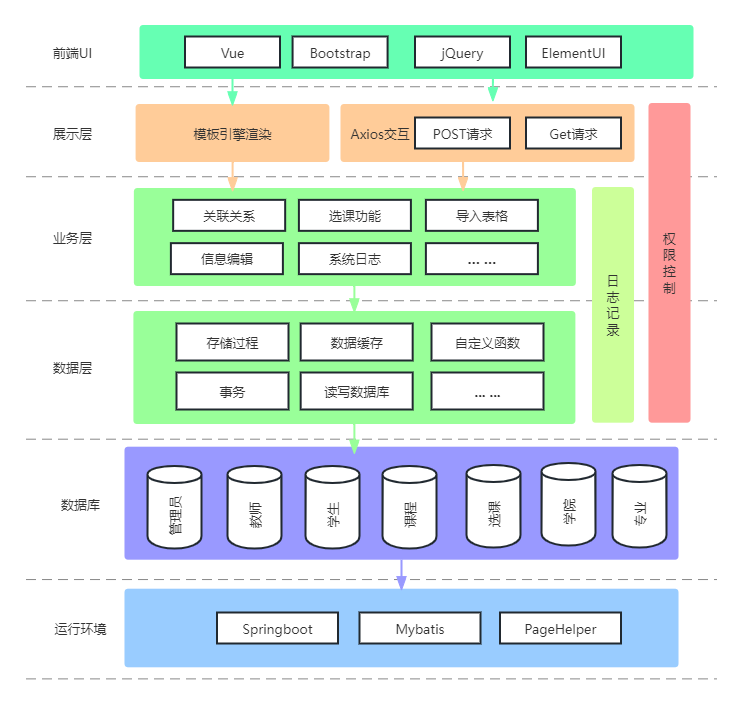 前端UI
Vue
Bootstrap
jQuery
ElementUI
展示层
模板引擎渲染
Axios交互
POST请求
Get请求
业务层
关联关系
选课功能
导入表格
信息编辑
系统日志
... ...
日志记录
权限控制
数据层
存储过程
数据缓存
自定义函数
事务
读写数据库
... ...
数据库
管理员
教师
学生
课程
选课
学院
专业
运行环境
Springboot
Mybatis
PageHelper